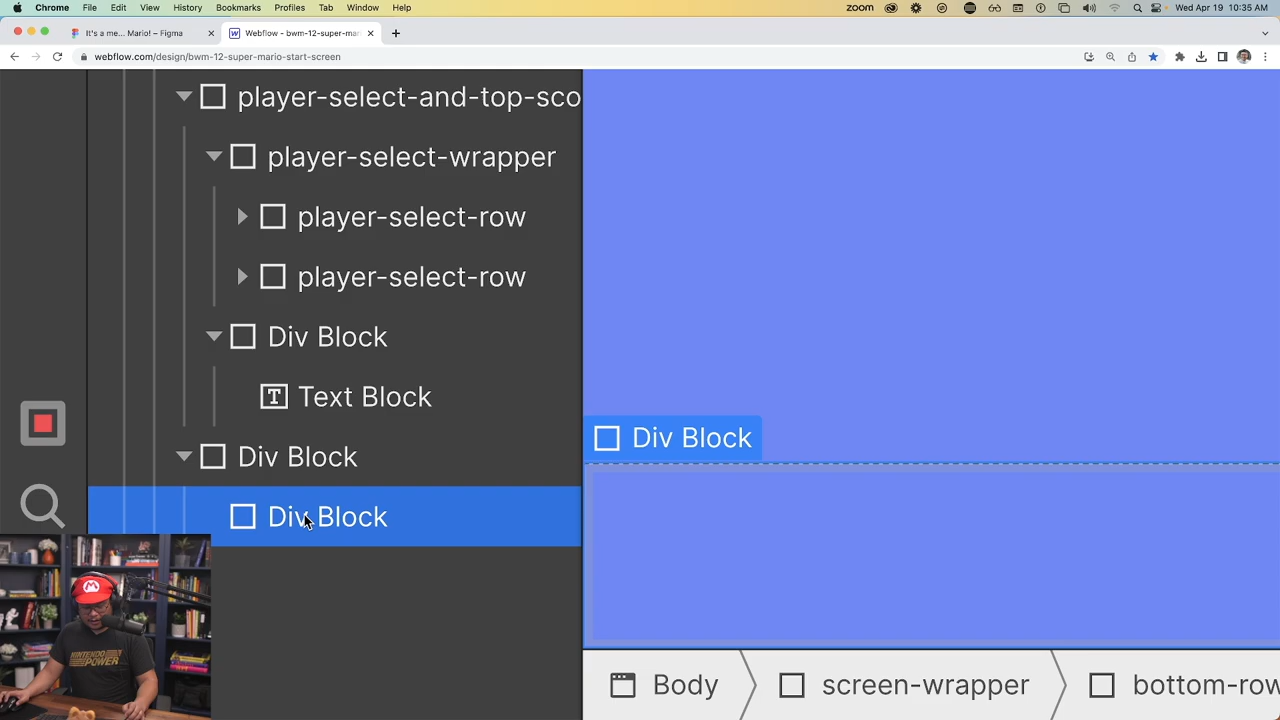 Chrome File Edit View History Bookmarks Profiles Tab Window Help zoom Wed Apr 19 10:35 AM
It's a me... Mario! – Figma
Webflow - bwm-12-super-mar
webflow.com/design/bwm-12-super-mario-start-screen
player-select-and-top-sco
player-select-wrapper
player-select-row
player-select-row
Div Block
T Text Block
Div Block
Div Block
Div Block
Body screen-wrapper bottom-row
M
NINTENDO
POWER